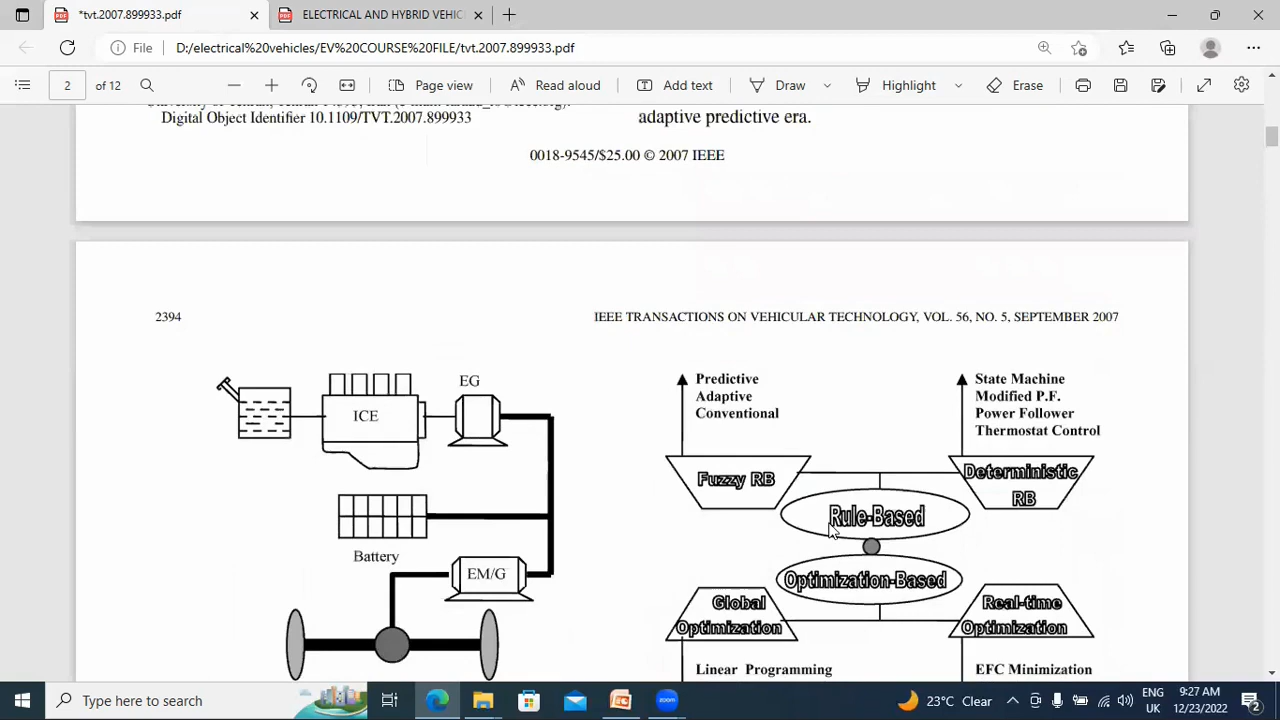 *tvt.2007.899933.pdf
ELECTRICAL AND HYBRID VEHIC
File
D:/electrical%20vehicles/EV%20COURSE%20FILE/tvt.2007.899933.pdf
2 of 12
Page view
Read aloud
Add text
Draw
Highlight
Erase
Digital Object Identifier 10.1109/TVT.2007.899933
adaptive predictive era.
0018-9545/$25.00 © 2007 IEEE
2394
IEEE TRANSACTIONS ON VEHICULAR TECHNOLOGY, VOL. 56, NO. 5, SEPTEMBER 2007
EG
ICE
Battery
EM/G
Predictive
Adaptive
Conventional
State Machine
Modified P.F.
Power Follower
Thermostat Control
Fuzzy RB
Deterministic
RB
Rule-Based
Optimization-Based
Global
Optimization
Real-time
Optimization
Linear Programming
EFC Minimization
Type here to search
23°C Clear
ENG
UK
9:27 AM
12/23/2022
2